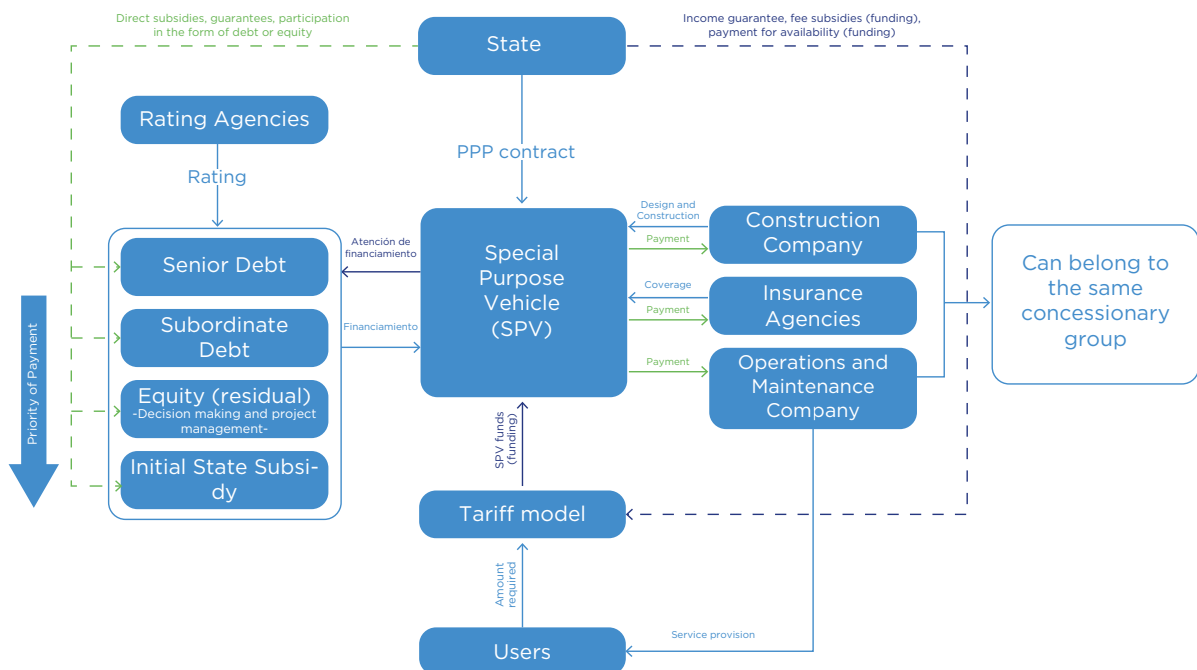 Direct subsidies, guarantees, participation
in the form of debt or equity
State
Income guarantee, fee subsidies (funding),
payment for availability (funding)
Rating Agencies
Rating
PPP contract
Senior Debt
Subordinate
Debt
Equity (residual)
-Decision making and project
management-
Initial State Subsi-
dy
Priority of Payment
Atención de
financiamiento
Financiamiento
Special
Purpose
Vehicle
(SPV)
Design and
Construction
Payment
Coverage
Payment
Payment
Construction
Company
Insurance
Agencies
Operations and
Maintenance
Company
Can belong to
the same
concessionary
group
SPV funds
(funding)
Tariff model
Amount
required
Users
Service provision